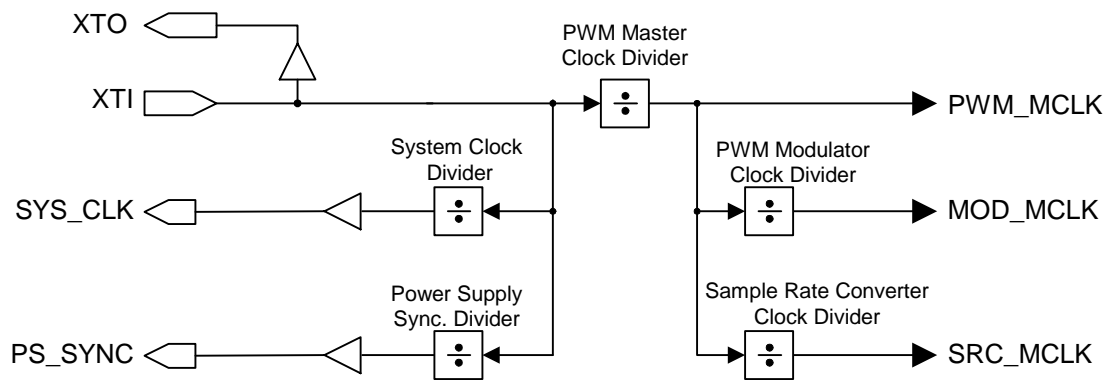 XTO
PWM Master
Clock Divider
÷
XTI
PWM_MCLK
System Clock
Divider
PWM Modulator
Clock Divider
SYS_CLK
÷
÷
MOD_MCLK
Power Supply
Sync. Divider
Sample Rate Converter
Clock Divider
PS_SYNC
÷
÷
SRC_MCLK